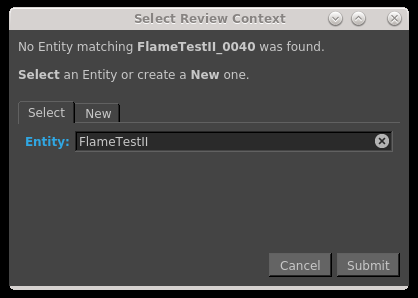 Select Review Context
No Entity matching FlameTestII_0040 was found.
Select an Entity or create a New one.
Select New
Entity: FlameTestII
Cancel Submit